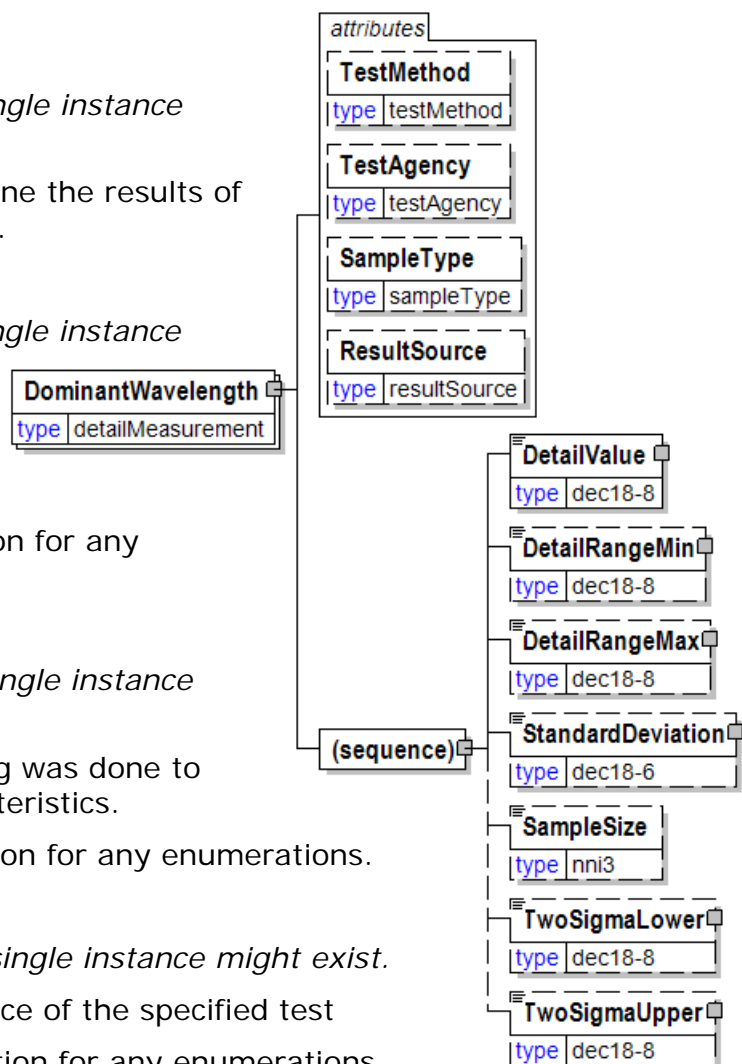 ngle instance
ne the results of
.
ngle instance
on for any
ngle instance
g was done to
teristics.
on for any enumerations.
single instance might exist.
ce of the specified test
tion for any enumerations
attributes
TestMethod
type testMethod
TestAgency
type testAgency
SampleType
type sampleType
ResultSource
type resultSource
DominantWavelength
type detailMeasurement
(sequence)
DetailValue
type dec18-8
DetailRangeMin
type dec18-8
DetailRangeMax
type dec18-8
StandardDeviation
type dec18-6
SampleSize
type nni3
TwoSigmaLower
type dec18-8
TwoSigmaUpper
type dec18-8